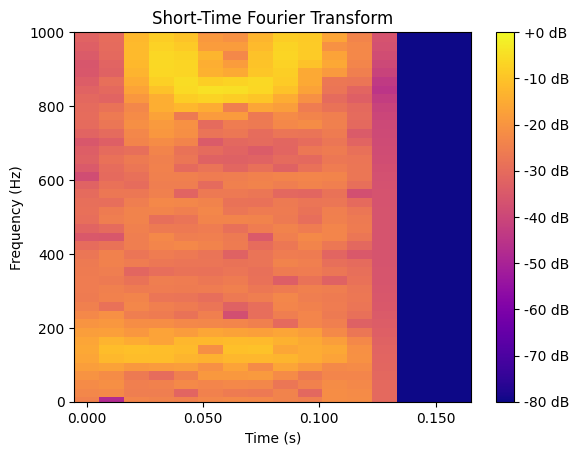 Short-Time Fourier Transform
1000
800
600
400
200
0
Frequency (Hz)
0.000
0.050
0.100
0.150
Time (s)
+0 dB
-10 dB
-20 dB
-30 dB
-40 dB
-50 dB
-60 dB
-70 dB
-80 dB